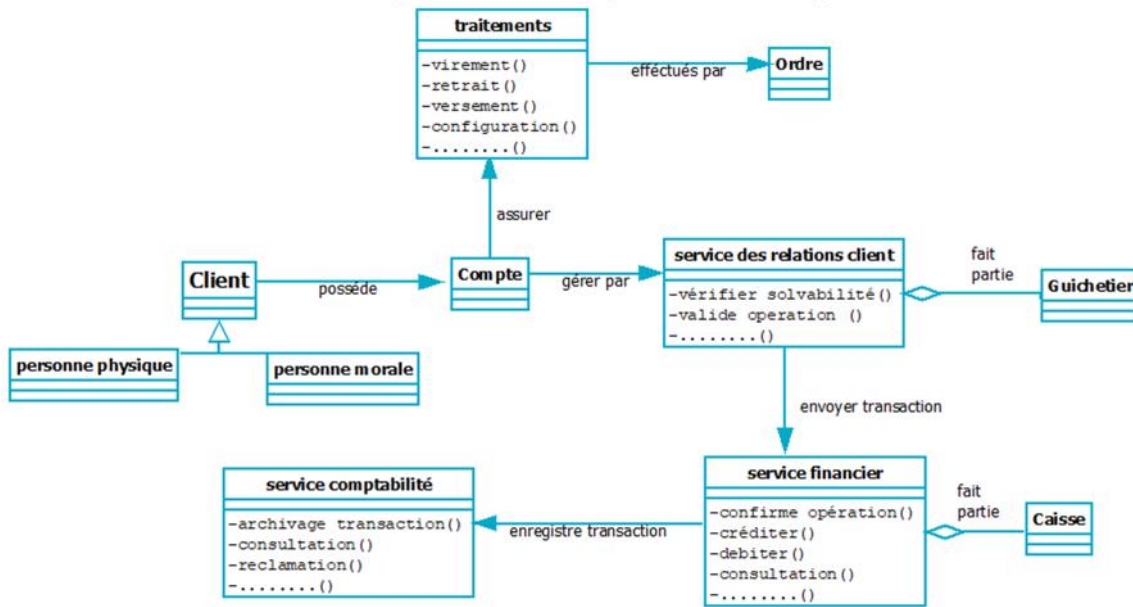 traitements
-virement()
-retrait()
-versement()
-configuration()
-........()
efféctués par
Ordre
assurer
Client
posséde
Compte
gérer par
service des relations client
-vérifier solvabilité()
-valide operation ()
-........()
fait
partie
Guichetier
personne physique
personne morale
envoyer transaction
service comptabilité
-archivage transaction()
-consultation()
-reclamation()
-........()
enregistre transaction
service financier
-confirme opération()
-créditer()
-debiter()
-consultation()
-........()
fait
partie
Caisse